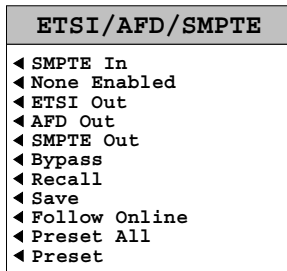 ETSI/AFD/SMPTE
SMPTE In
None Enabled
ETSI Out
AFD Out
SMPTE Out
Bypass
Recall
Save
Follow Online
Preset All
Preset